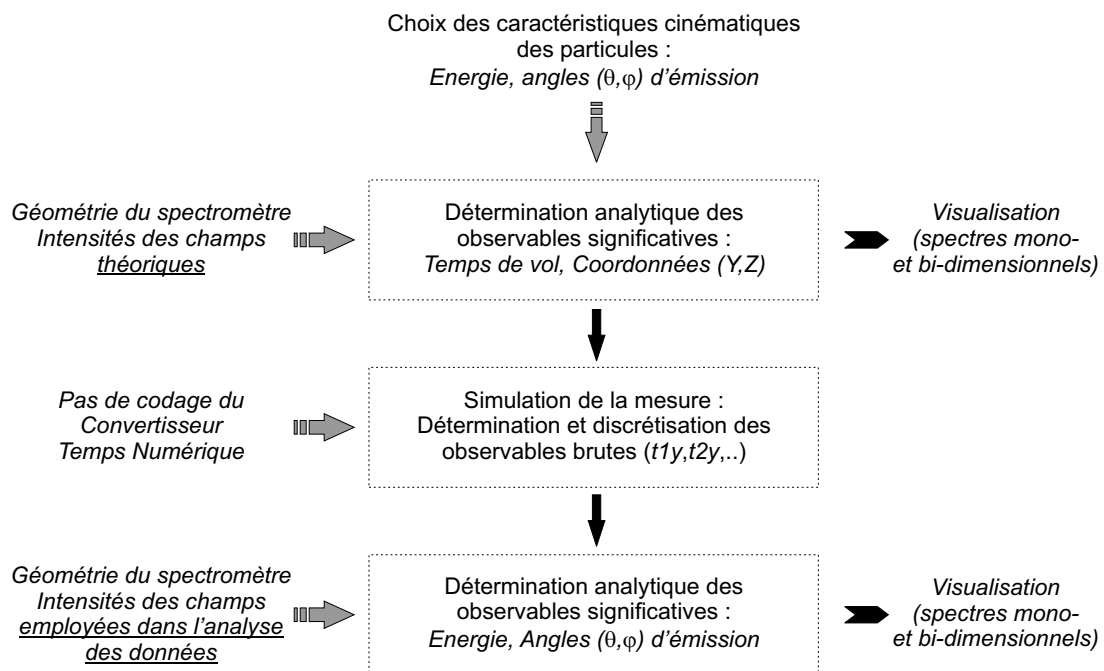 Choix des caractéristiques cinématiques
des particules :
Energie, angles (θ,φ) d'émission
Géométrie du spectromètre
Intensités des champs
théoriques
Détermination analytique des
observables significatives :
Temps de vol, Coordonnées (Y,Z)
Visualisation
(spectres mono-
et bi-dimensionnels)
Pas de codage du
Convertisseur
Temps Numérique
Simulation de la mesure :
Détermination et discrétisation des
observables brutes (t1y,t2y,..)
Géométrie du spectromètre
Intensités des champs
employées dans l'analyse
des données
Détermination analytique des
observables significatives :
Energie, Angles (θ,φ) d'émission
Visualisation
(spectres mono-
et bi-dimensionnels)